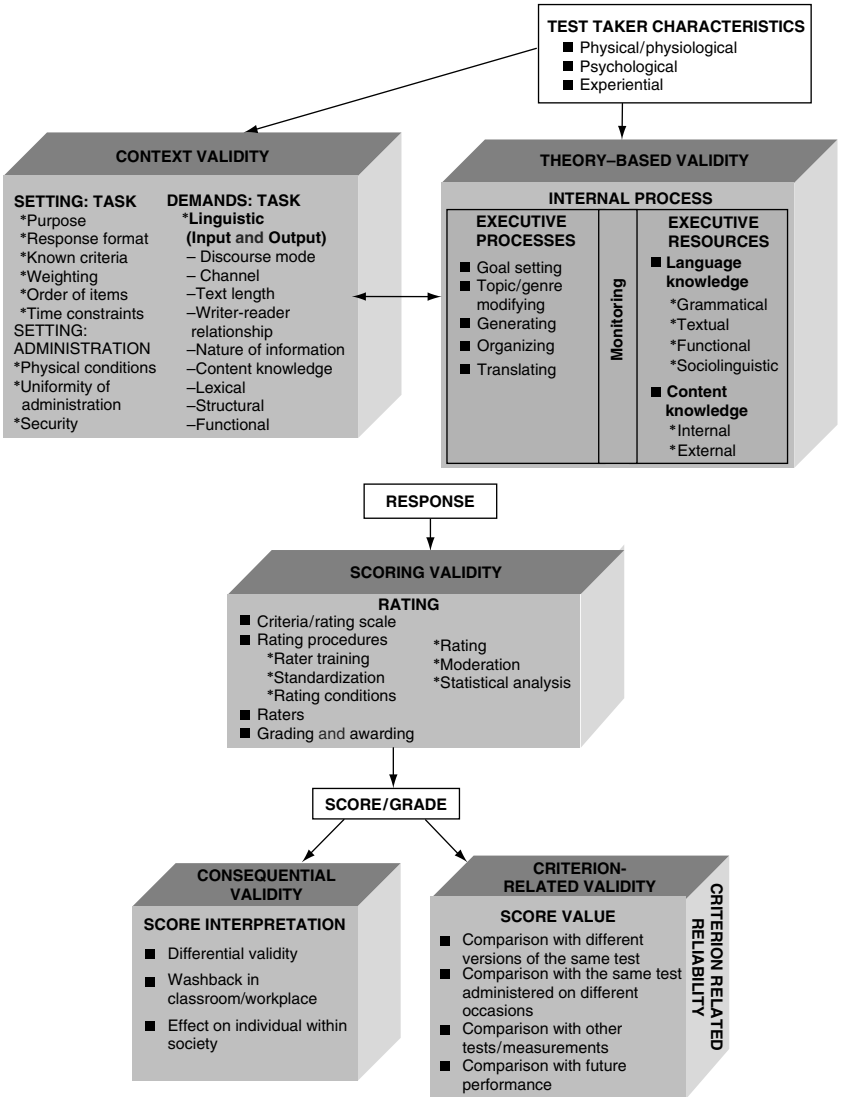 TEST TAKER CHARACTERISTICS
■ Physical/physiological
■ Psychological
■ Experiential
CONTEXT VALIDITY
SETTING: TASK
*Purpose
*Response format
*Known criteria
*Weighting
*Order of items
*Time constraints
SETTING:
ADMINISTRATION
*Physical conditions
*Uniformity of
administration
*Security
DEMANDS: TASK
*Linguistic
(Input and Output)
– Discourse mode
– Channel
–Text length
–Writer-reader
relationship
–Nature of information
–Content knowledge
–Lexical
–Structural
–Functional
THEORY–BASED VALIDITY
INTERNAL PROCESS
EXECUTIVE
PROCESSES
■ Goal setting
■ Topic/genre
modifying
■ Generating
■ Organizing
■ Translating
Monitoring
EXECUTIVE
RESOURCES
■ Language
knowledge
*Grammatical
*Textual
*Functional
*Sociolinguistic
■ Content
knowledge
*Internal
*External
RESPONSE
SCORING VALIDITY
RATING
■ Criteria/rating scale
■ Rating procedures
*Rater training
*Standardization
*Rating conditions
■ Raters
■ Grading and awarding
*Rating
*Moderation
*Statistical analysis
SCORE/GRADE
CONSEQUENTIAL
VALIDITY
SCORE INTERPRETATION
■ Differential validity
■ Washback in
classroom/workplace
■ Effect on individual within
society
CRITERION-
RELATED VALIDITY
SCORE VALUE
■ Comparison with different
versions of the same test
■ Comparison with the same test
administered on different
occasions
■ Comparison with other
tests/measurements
■ Comparison with future
performance
CRITERION RELATED
RELIABILITY